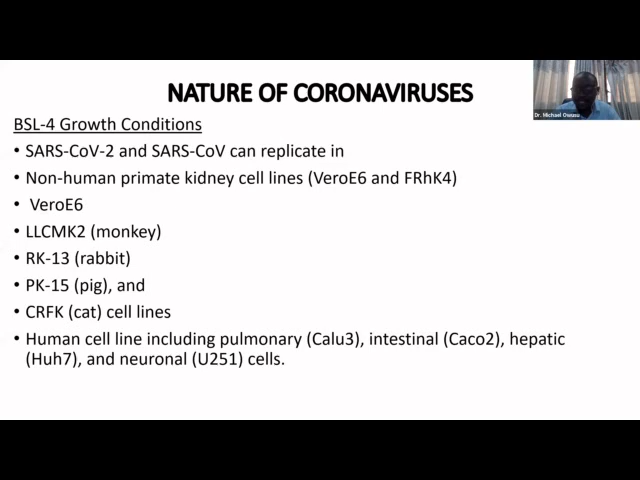 NATURE OF CORONAVIRUSES
Dr. Michael Owusu
BSL-4 Growth Conditions
• SARS-CoV-2 and SARS-CoV can replicate in
• Non-human primate kidney cell lines (VeroE6 and FRhK4)
• VeroE6
• LLCMK2 (monkey)
• RK-13 (rabbit)
• PK-15 (pig), and
• CRFK (cat) cell lines
• Human cell line including pulmonary (Calu3), intestinal (Caco2), hepatic
(Huh7), and neuronal (U251) cells.